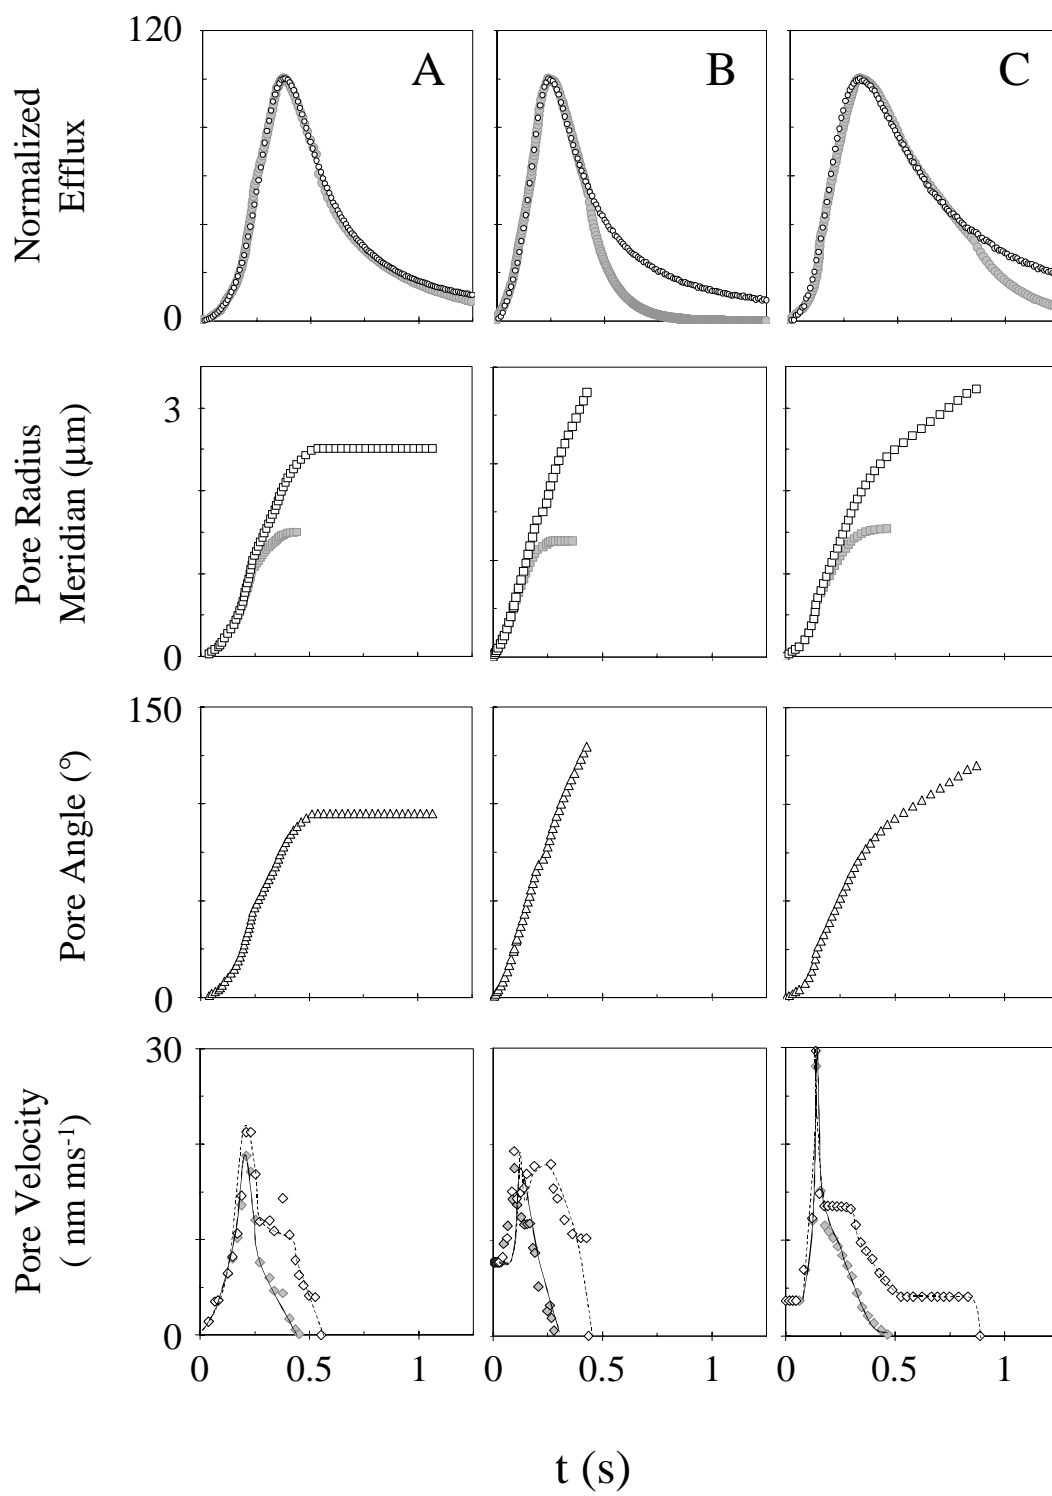 120
A
B
C
Normalized
Efflux
0
3
Pore Radius
Meridian (μm)
0
150
Pore Angle (°)
0
30
Pore Velocity
( nm ms-1)
0
0 0.5 1 0 0.5 1 0 0.5 1
t (s)